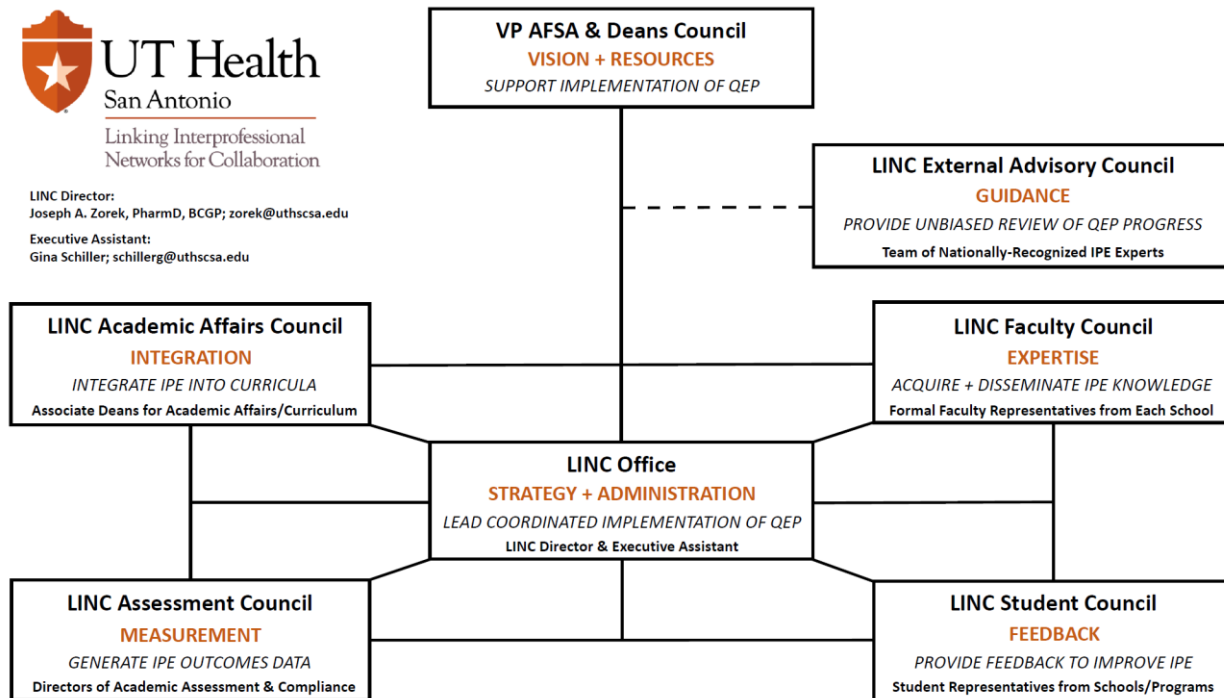 UT Health
San Antonio
Linking Interprofessional
Networks for Collaboration
LINC Director:
Joseph A. Zorek, PharmD, BCGP; zorek@uthscsa.edu
Executive Assistant:
Gina Schiller; schillerg@uthscsa.edu
VP AFSA & Deans Council
VISION + RESOURCES
SUPPORT IMPLEMENTATION OF QEP
LINC External Advisory Council
GUIDANCE
PROVIDE UNBIASED REVIEW OF QEP PROGRESS
Team of Nationally-Recognized IPE Experts
LINC Academic Affairs Council
INTEGRATION
INTEGRATE IPE INTO CURRICULA
Associate Deans for Academic Affairs/Curriculum
LINC Faculty Council
EXPERTISE
ACQUIRE + DISSEMINATE IPE KNOWLEDGE
Formal Faculty Representatives from Each School
LINC Office
STRATEGY + ADMINISTRATION
LEAD COORDINATED IMPLEMENTATION OF QEP
LINC Director & Executive Assistant
LINC Assessment Council
MEASUREMENT
GENERATE IPE OUTCOMES DATA
Directors of Academic Assessment & Compliance
LINC Student Council
FEEDBACK
PROVIDE FEEDBACK TO IMPROVE IPE
Student Representatives from Schools/Programs